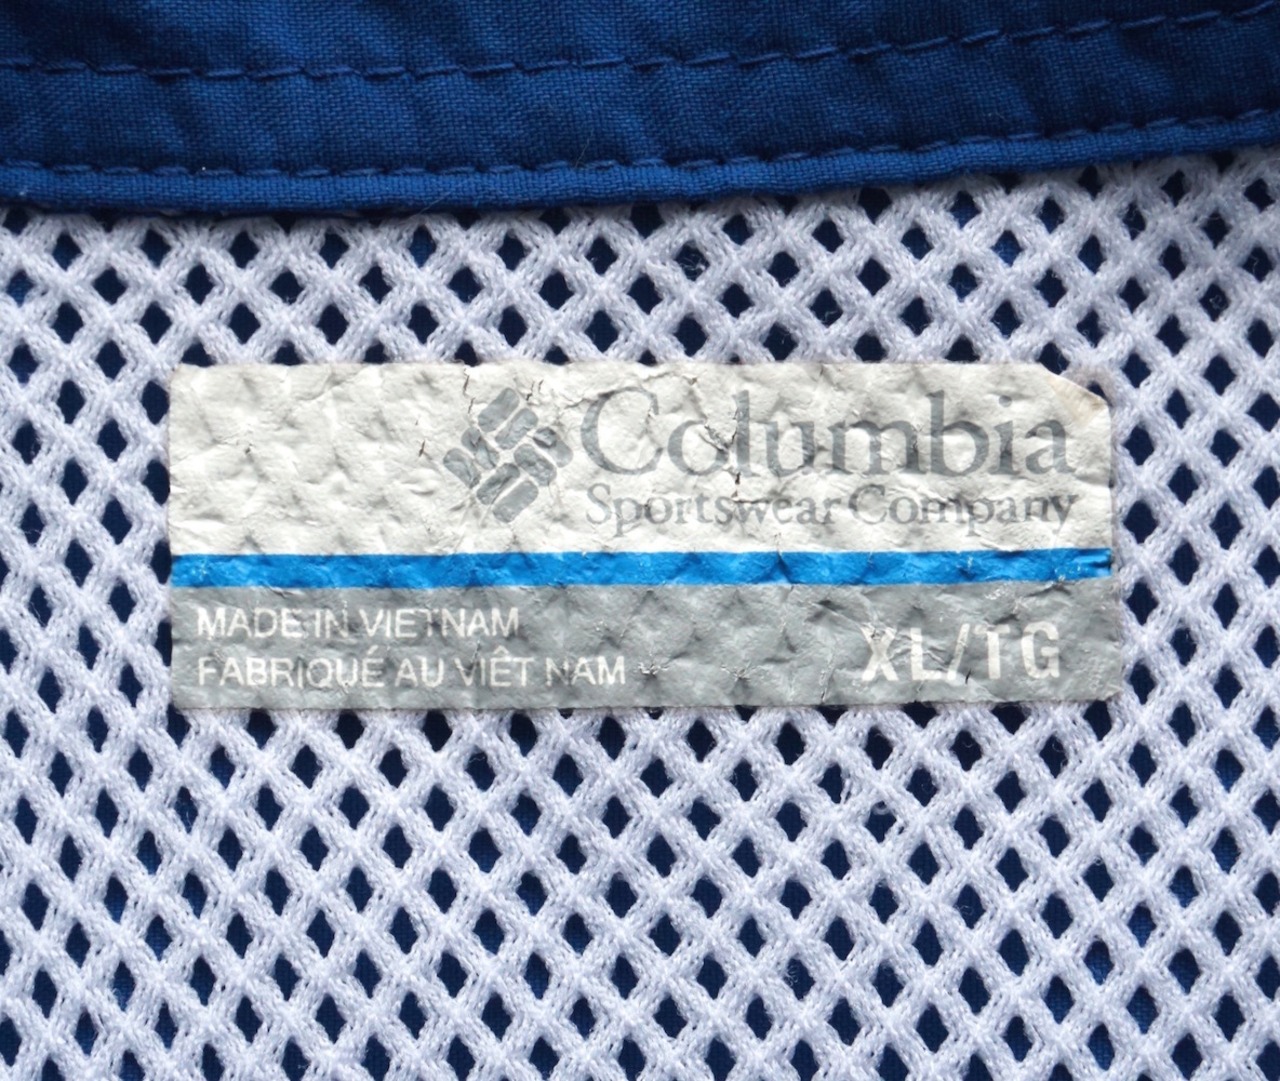 Columbia
Sportswear Company
MADE IN VIETNAM
FABRIQUÉ AU VIÊT NAM
XL/TG